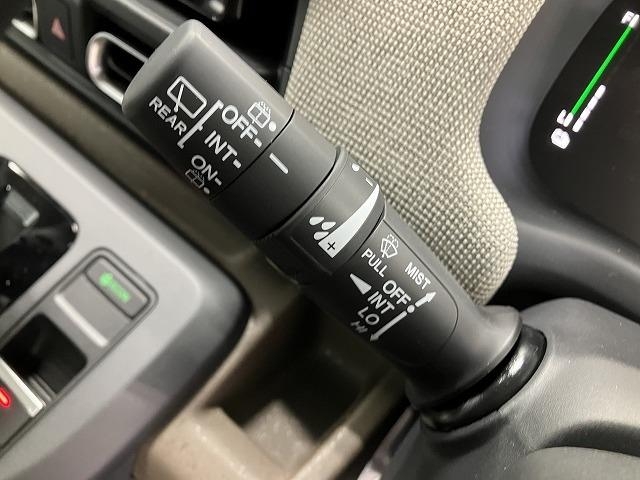 REAR
OFF
INT
ON
PULL
MIST
OFF
INT
LO
HI
E